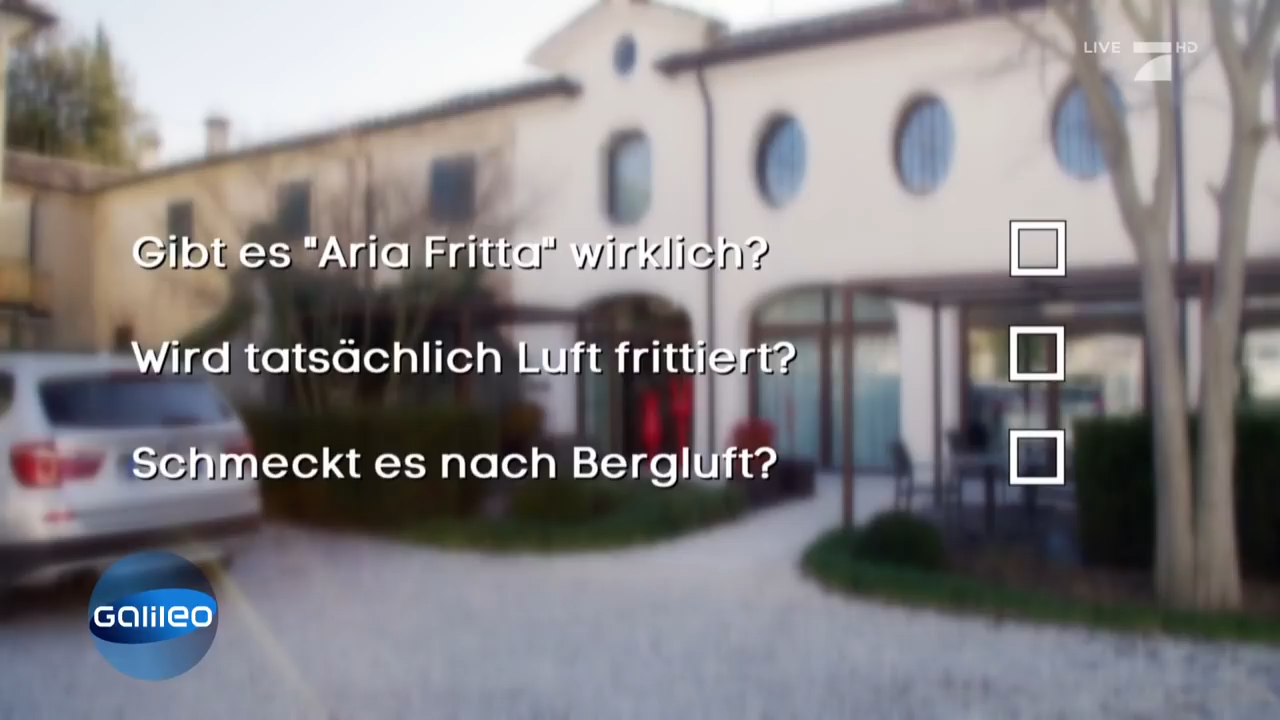 LIVE HD
Gibt es "Aria Fritta" wirklich?
Wird tatsächlich Luft frittiert?
Schmeckt es nach Bergluft?
Galileo